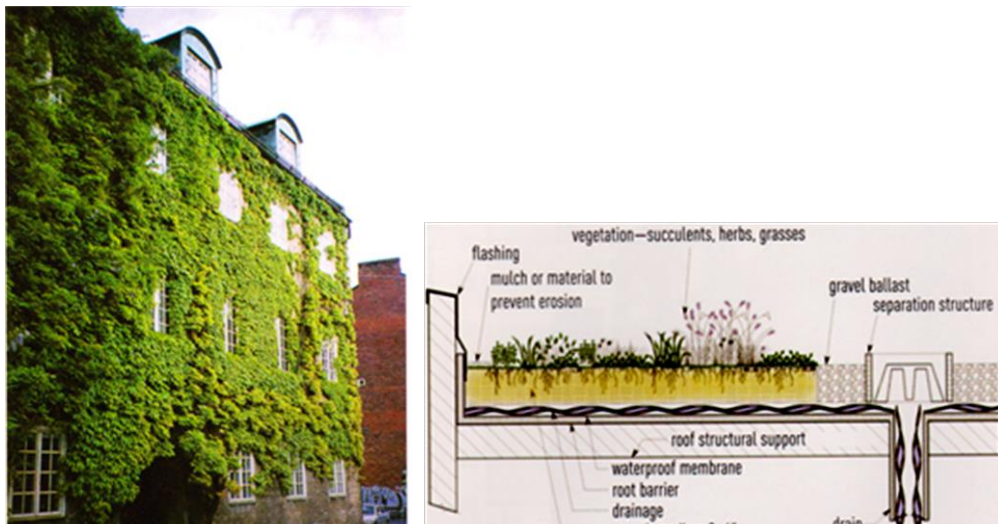 vegetation—succulents, herbs, grasses
flashing
mulch or material to
prevent erosion
gravel ballast
separation structure
roof structural support
waterproof membrane
root barrier
drainage
drain